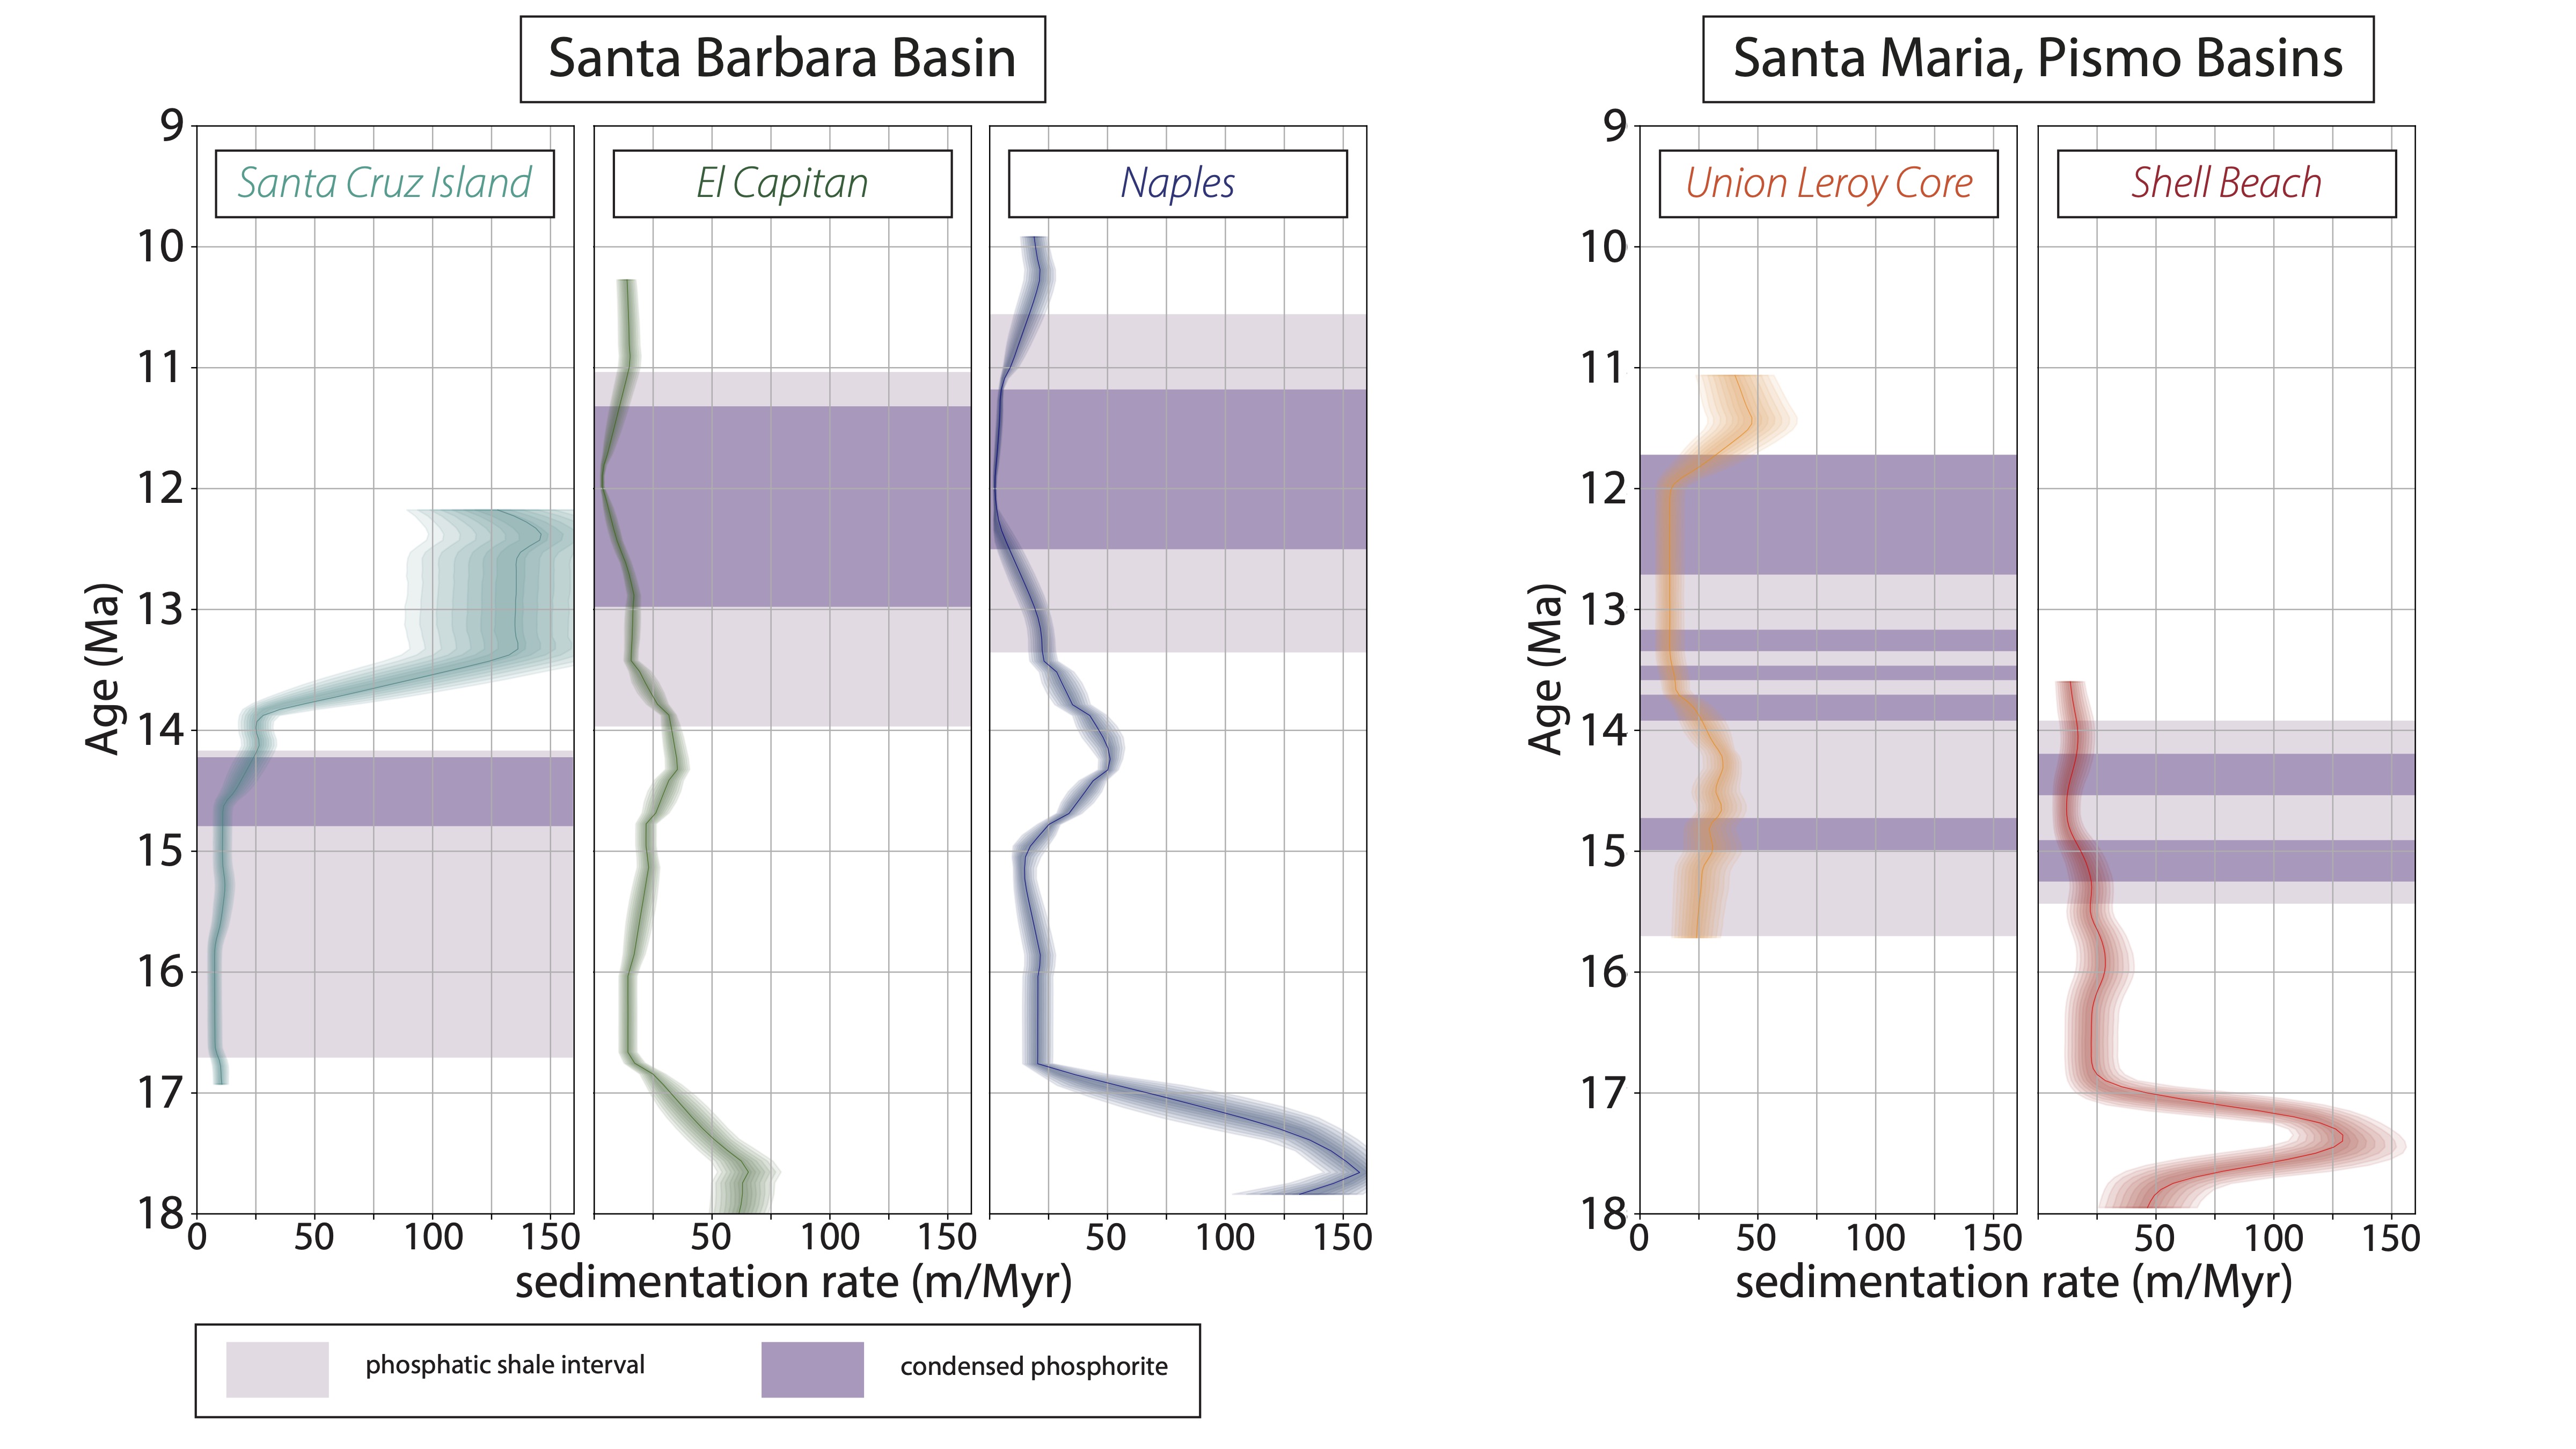 Santa Barbara Basin
Santa Maria, Pismo Basins
Santa Cruz Island
El Capitan
Naples
Union Leroy Core
Shell Beach
Age (Ma)
9
10
11
12
13
14
15
16
17
18
0 50 100 150
50 100 150
50 100 150
sedimentation rate (m/Myr)
Age (Ma)
9
10
11
12
13
14
15
16
17
18
0 50 100 150
50 100 150
sedimentation rate (m/Myr)
phosphatic shale interval
condensed phosphorite